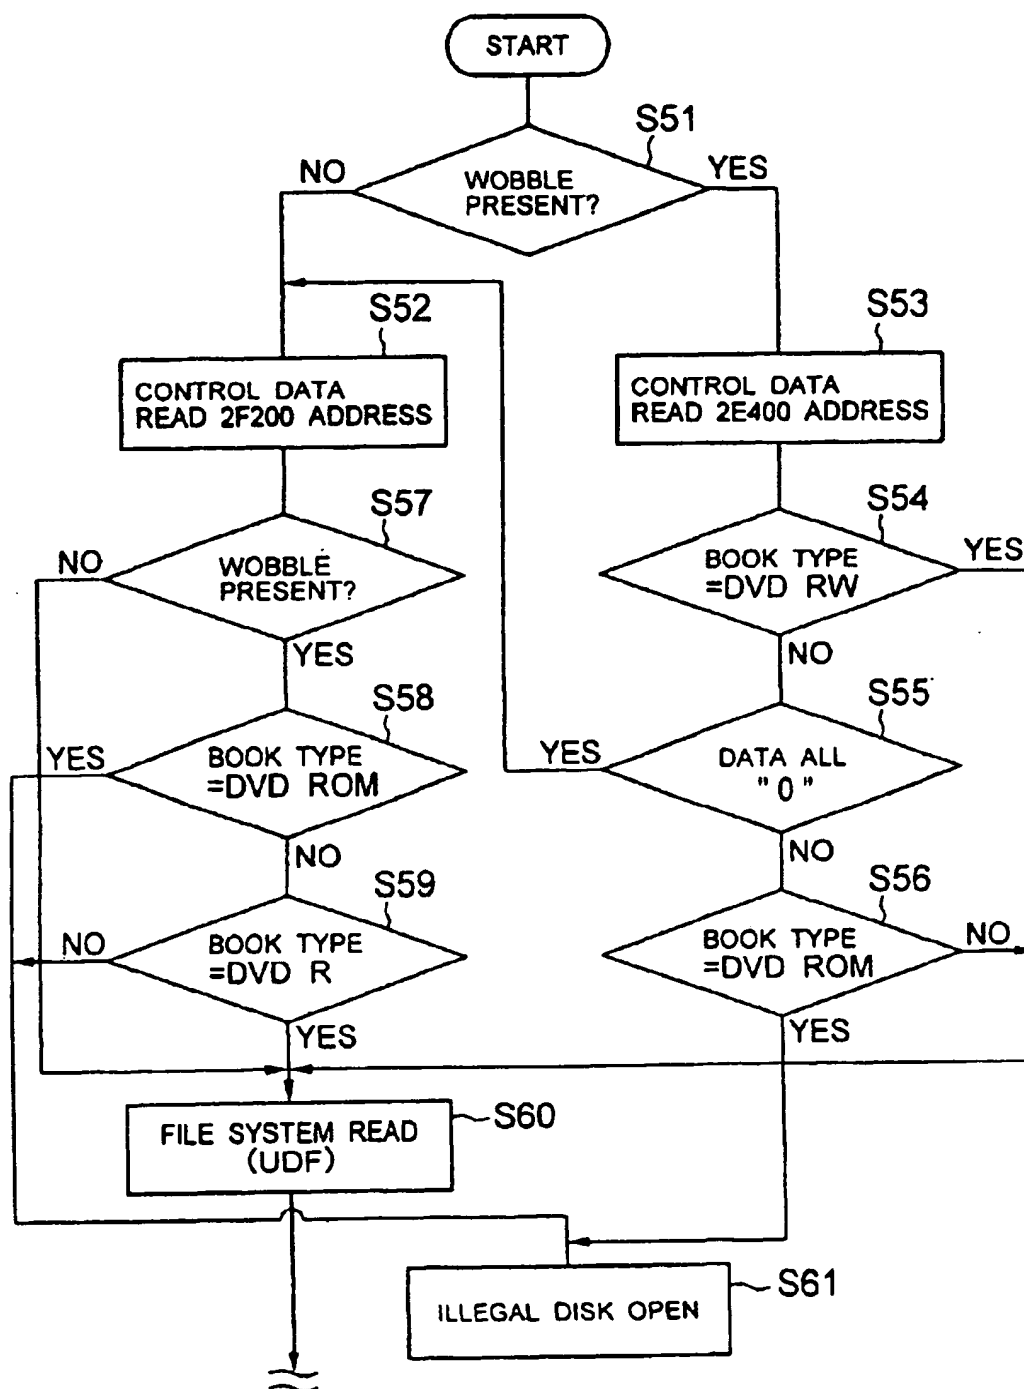 START
S51
NO
YES
WOBBLE
PRESENT?
S52
S53
CONTROL DATA
READ 2F200 ADDRESS
CONTROL DATA
READ 2E400 ADDRESS
S57
S54
NO
WOBBLE
PRESENT?
YES
BOOK TYPE
=DVD RW
YES
NO
S58
S55
YES
BOOK TYPE
=DVD ROM
NO
YES
DATA ALL
"0"
NO
S59
S56
NO
BOOK TYPE
=DVD R
YES
BOOK TYPE
=DVD ROM
NO
YES
FILE SYSTEM READ
(UDF)
S60
ILLEGAL DISK OPEN
S61